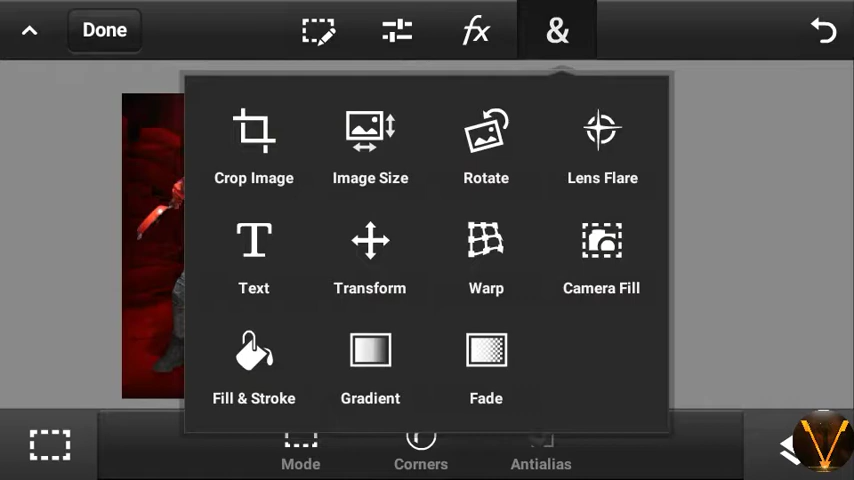 Done fx &
Crop Image Image Size Rotate Lens Flare
Text Transform Warp Camera Fill
Fill & Stroke Gradient Fade
Mode Corners Antialias